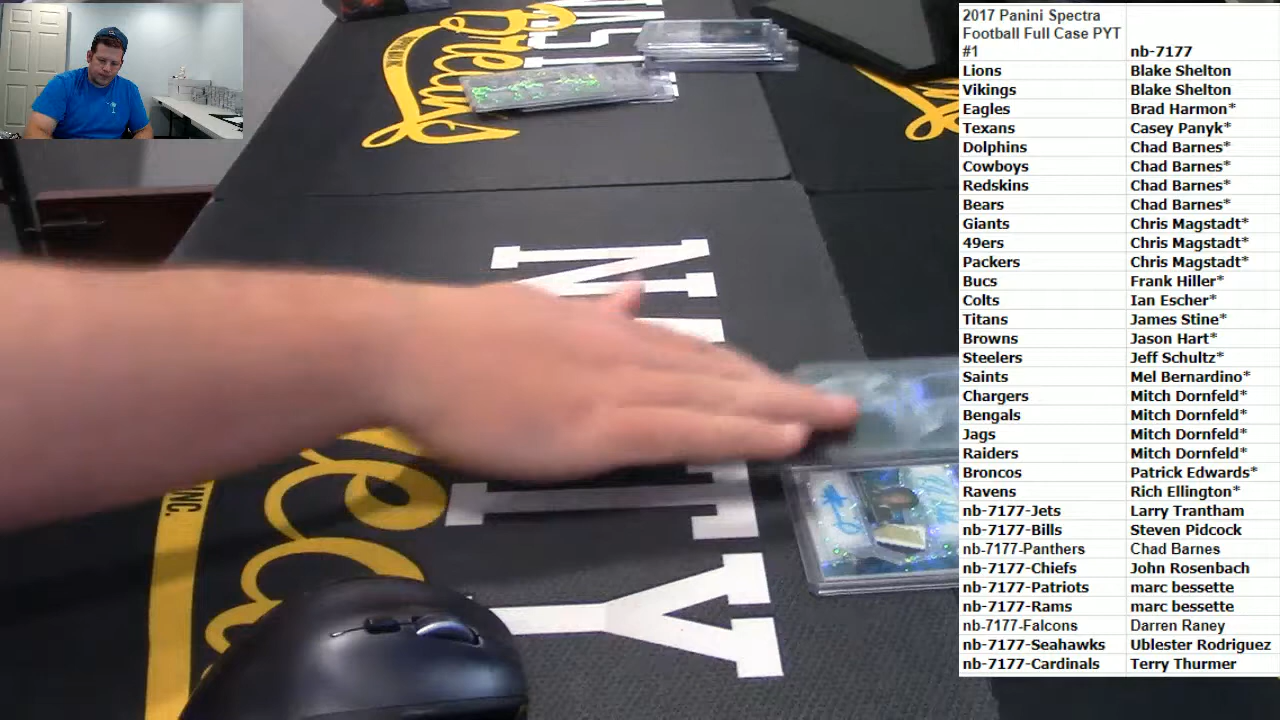 2017 Panini Spectra
Football Full Case PYT
#1 nb-7177
Lions Blake Shelton
Vikings Blake Shelton
Eagles Brad Harmon*
Texans Casey Panyk*
Dolphins Chad Barnes*
Cowboys Chad Barnes*
Redskins Chad Barnes*
Bears Chad Barnes*
Giants Chris Magstadt*
49ers Chris Magstadt*
Packers Chris Magstadt*
Bucs Frank Hiller*
Colts Ian Escher*
Titans James Stine*
Browns Jason Hart*
Steelers Jeff Schultz*
Saints Mel Bernardino*
Chargers Mitch Dornfeld*
Bengals Mitch Dornfeld*
Jags Mitch Dornfeld*
Raiders Mitch Dornfeld*
Broncos Patrick Edwards*
Ravens Rich Ellington*
nb-7177-Jets Larry Trantham
nb-7177-Bills Steven Pidcock
nb-7177-Panthers Chad Barnes
nb-7177-Chiefs John Rosenbach
nb-7177-Patriots marc bessette
nb-7177-Rams marc bessette
nb-7177-Falcons Darren Raney
nb-7177-Seahawks Ublester Rodriguez
nb-7177-Cardinals Terry Thurmer
INC.